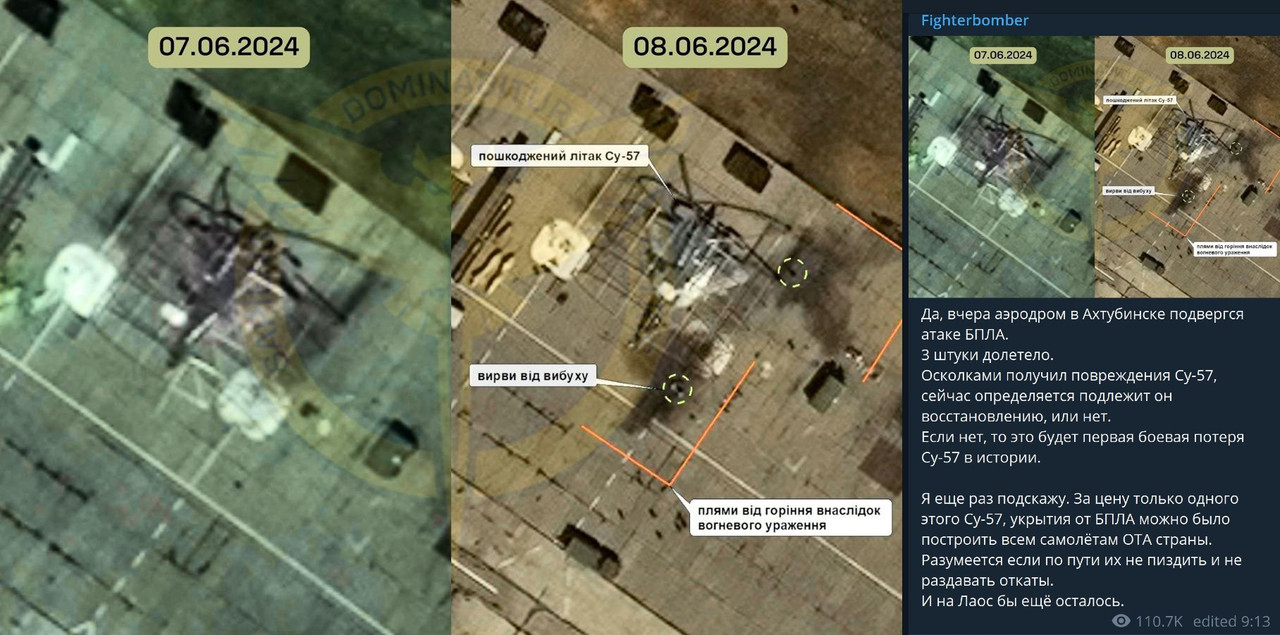 07.06.2024
08.06.2024
DOMINABITUR
пошкоджений літак Су-57
вирви від вибуху
плями від горіння внаслідок
вогневого ураження
Fighterbomber
07.06.2024
08.06.2024
пошкоджений літак Су-57
вирви від вибуху
плями від горіння внаслідок
вогневого ураження
Да, вчера аэродром в Ахтубинске подвергся
атаке БПЛА.
3 штуки долетело.
Осколками получил повреждения Су-57,
сейчас определяется подлежит он
восстановлению, или нет.
Если нет, то это будет первая боевая потеря
Су-57 в истории.
Я еще раз подскажу. За цену только одного
этого Су-57, укрытия от БПЛА можно было
построить всем самолётам ОТА страны.
Разумеется если по пути их не пиздить и не
раздавать откаты.
И на Лаос бы ещё осталось.
110.7K edited 9:13